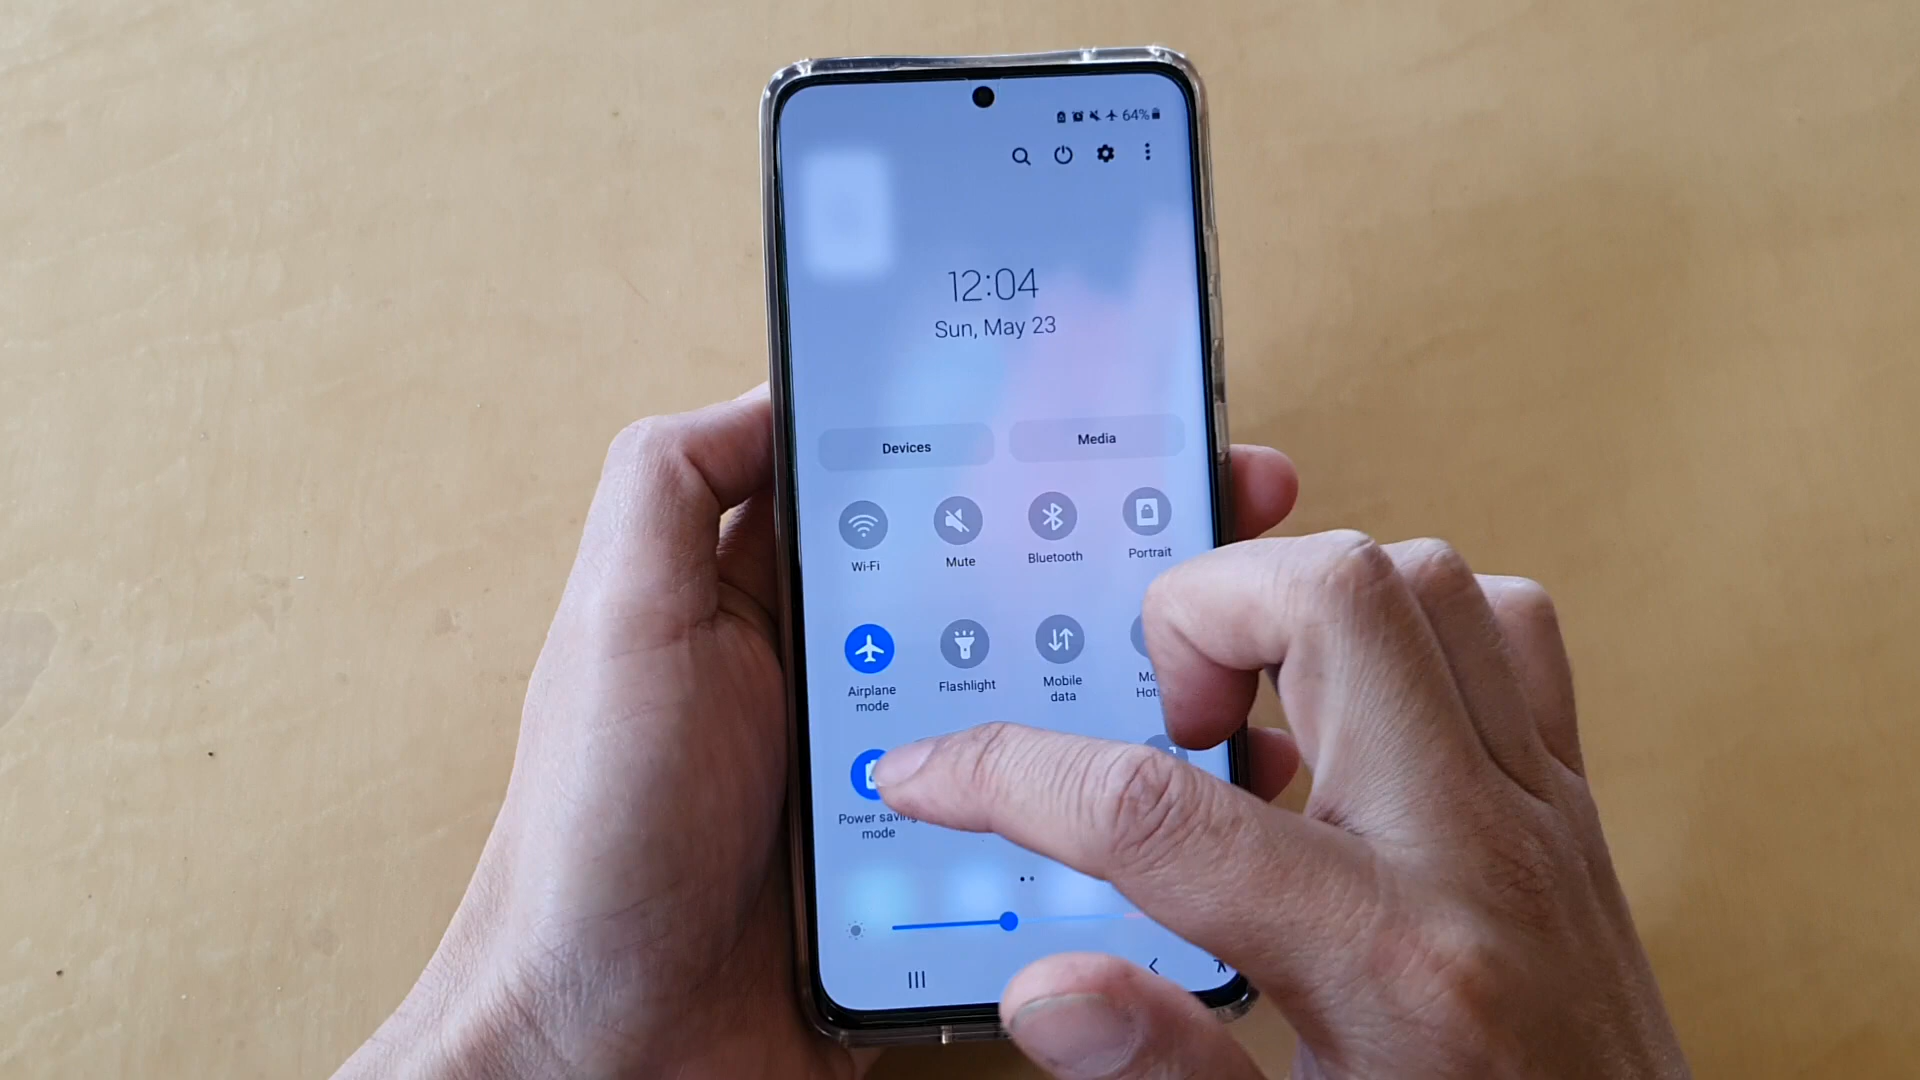 64%
12:04
Sun, May 23
Devices
Media
Wi-Fi
Mute
Bluetooth
Portrait
Airplane
mode
Flashlight
Mobile
data
Power saving
mode